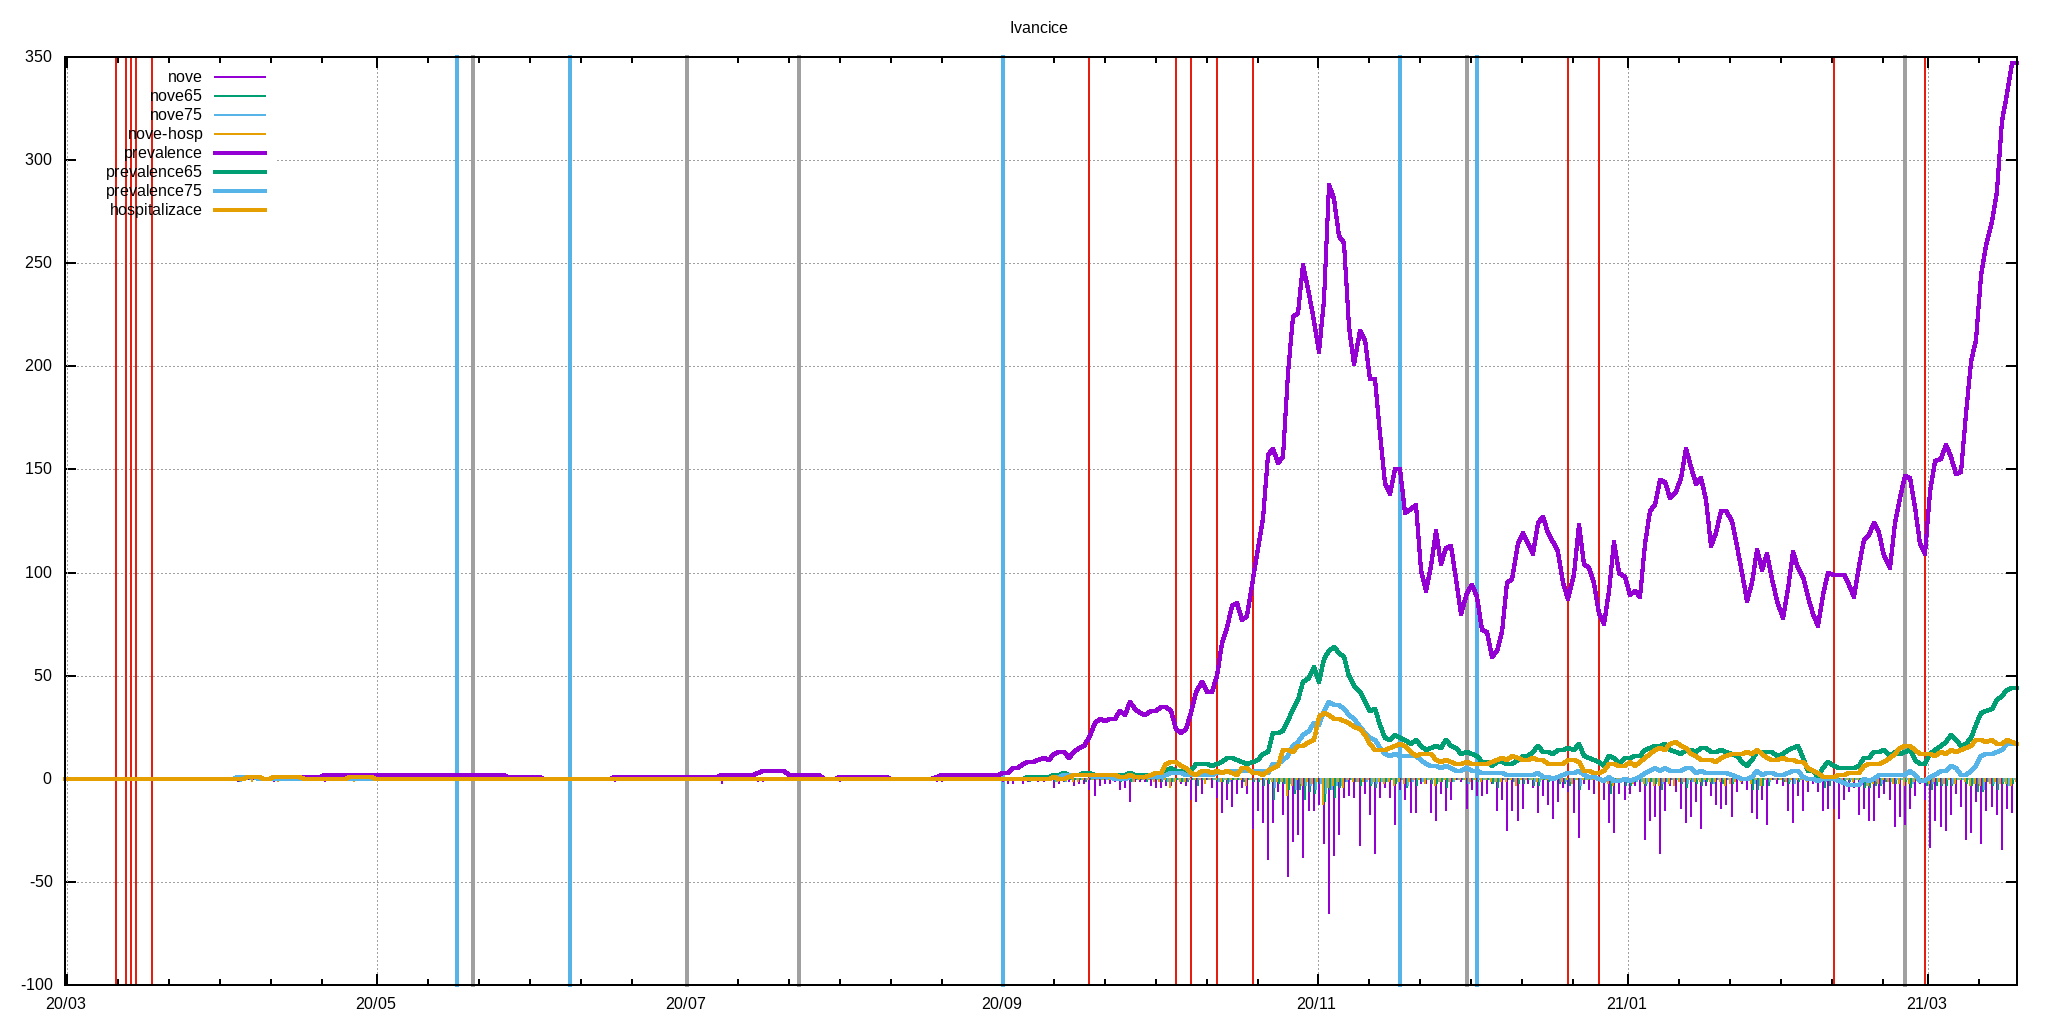 Ivancice
350
300
250
200
150
100
50
0
-50
-100
nove
nove65
nove75
nove-hosp
prevalence
prevalence65
prevalence75
hospitalizace
20/03 20/05 20/07 20/09 20/11 21/01 21/03